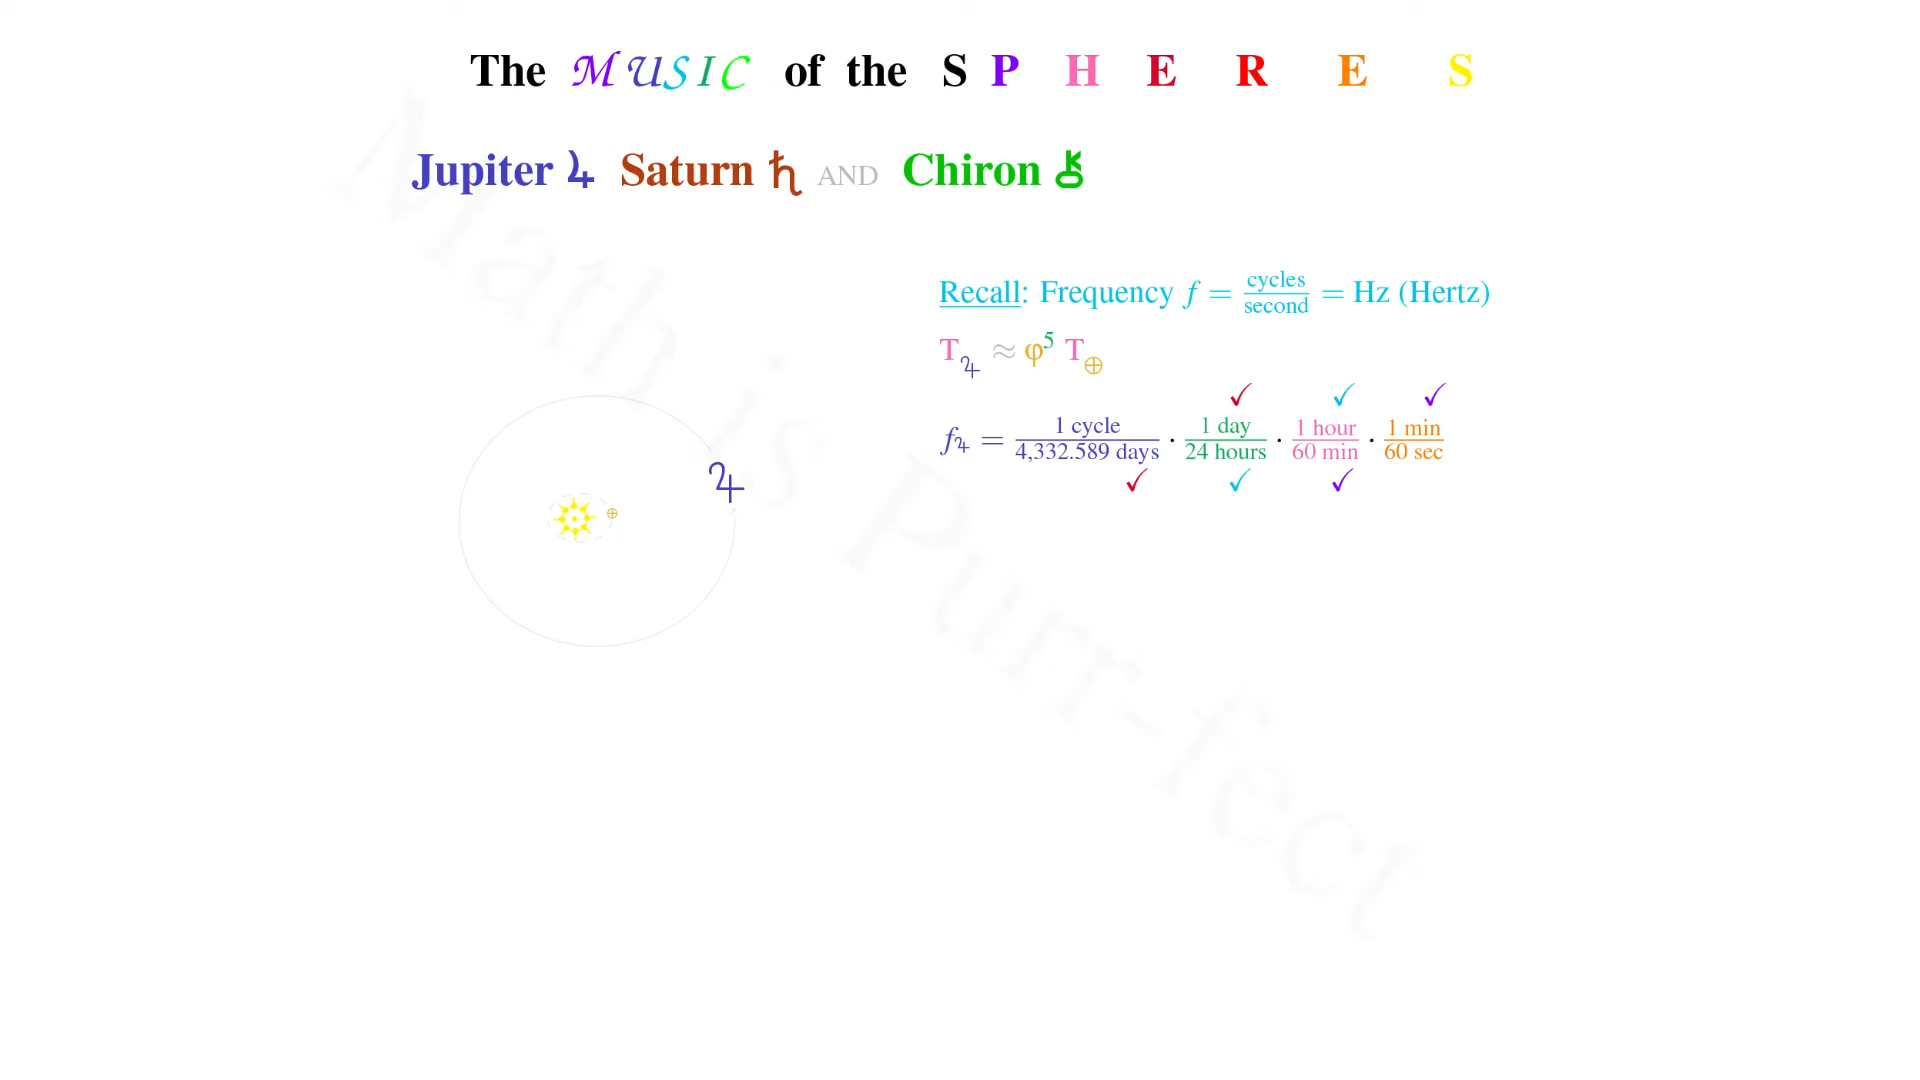 The MUSIC of the SPHERES
Jupiter ♃ Saturn ♄ AND Chiron ⚷
Recall: Frequency f = cycles/second = Hz (Hertz)
T♃ ≈ φ⁵ T⊕
f♃ = 1 cycle/4,332.589 days · 1 day/24 hours · 1 hour/60 min · 1 min/60 sec
♃
⊕
Math is Purr-fect